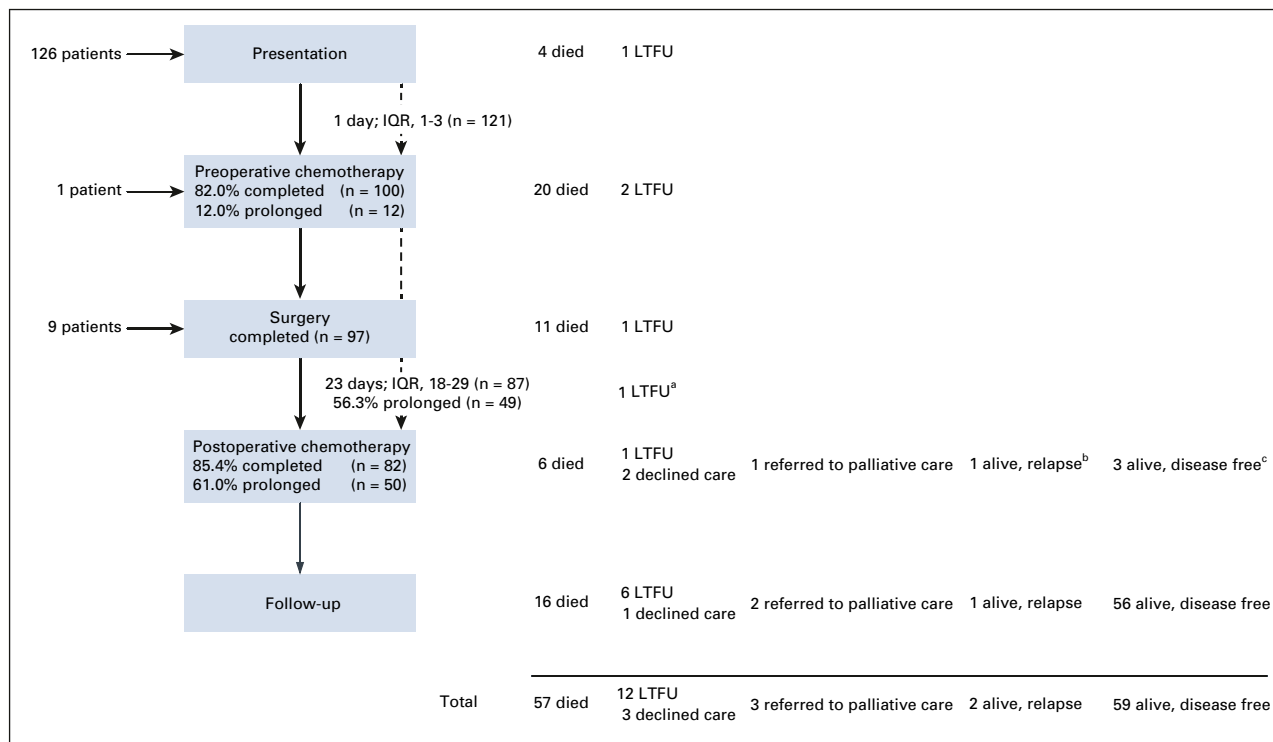 126 patients
Presentation
4 died
1 LTFU
1 day; IQR, 1-3 (n = 121)
1 patient
Preoperative chemotherapy
82.0% completed (n = 100)
12.0% prolonged (n = 12)
20 died
2 LTFU
9 patients
Surgery
completed (n = 97)
11 died
1 LTFU
23 days; IQR, 18-29 (n = 87)
56.3% prolonged (n = 49)
1 LTFUa
Postoperative chemotherapy
85.4% completed (n = 82)
61.0% prolonged (n = 50)
6 died
1 LTFU
2 declined care
1 referred to palliative care
1 alive, relapseb
3 alive, disease freec
Follow-up
16 died
6 LTFU
1 declined care
2 referred to palliative care
1 alive, relapse
56 alive, disease free
Total
57 died
12 LTFU
3 declined care
3 referred to palliative care
2 alive, relapse
59 alive, disease free